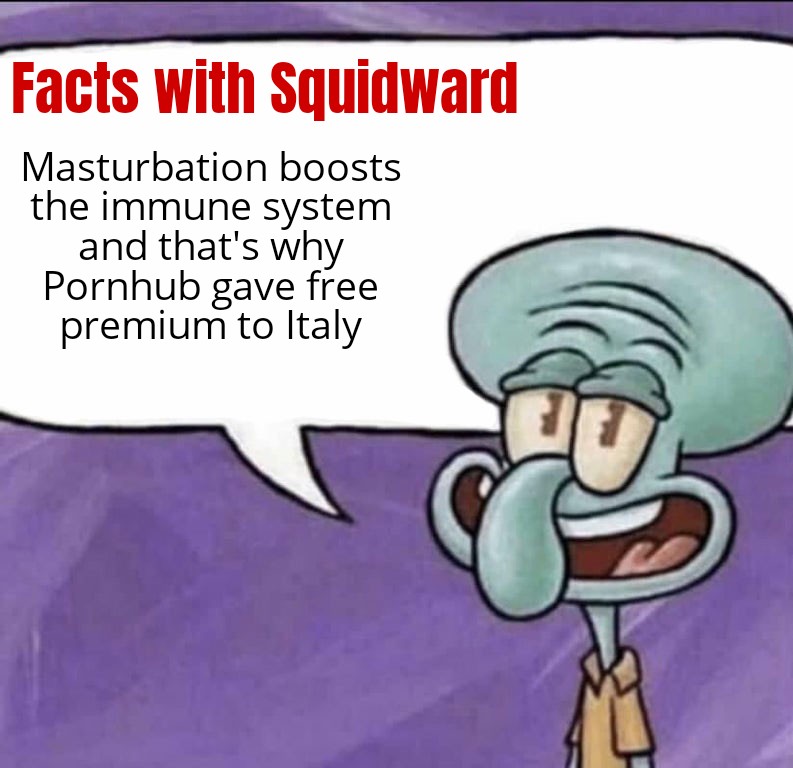 Facts with Squidward
Masturbation boosts
the immune system
and that's why
Pornhub gave free
premium to Italy